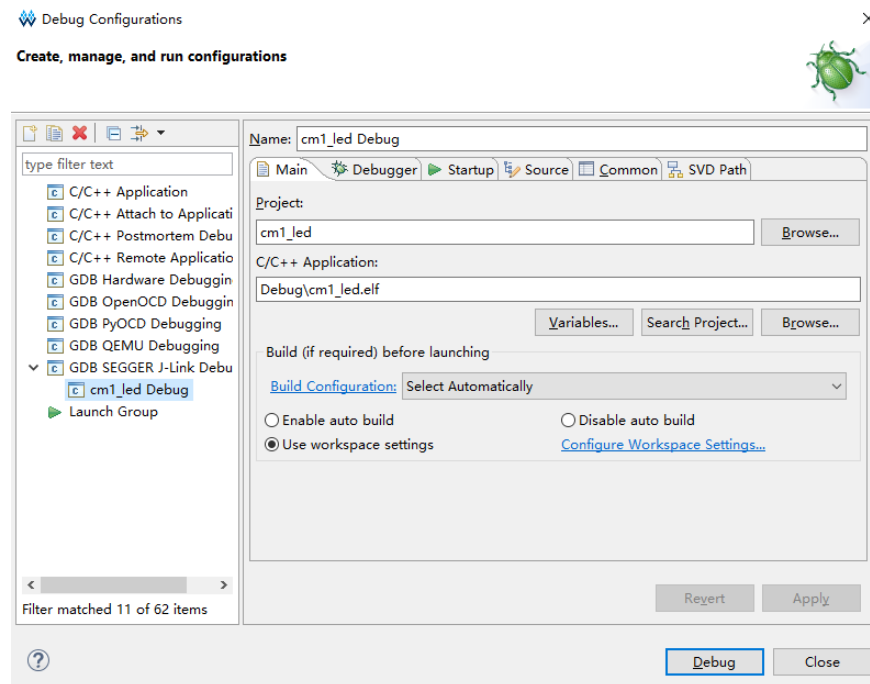 Debug Configurations
Create, manage, and run configurations
type filter text
C/C++ Application
C/C++ Attach to Applicati
C/C++ Postmortem Debu
C/C++ Remote Applicatio
GDB Hardware Debuggin
GDB OpenOCD Debuggin
GDB PyOCD Debugging
GDB QEMU Debugging
GDB SEGGER J-Link Debu
cm1_led Debug
Launch Group
Filter matched 11 of 62 items
Name: cm1_led Debug
Main Debugger Startup Source Common SVD Path
Project:
cm1_led Browse...
C/C++ Application:
Debug\cm1_led.elf
Variables... Search Project... Browse...
Build (if required) before launching
Build Configuration: Select Automatically
Enable auto build Disable auto build
Use workspace settings Configure Workspace Settings...
Revert Apply
Debug Close